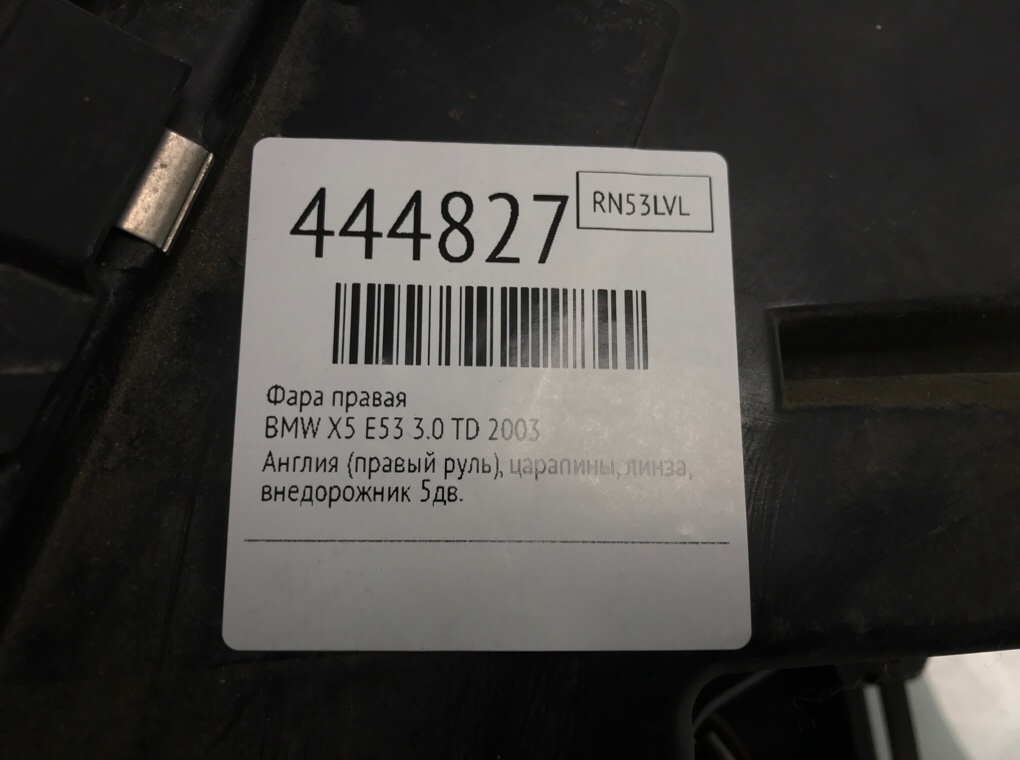 444827
RN53LVL
Фара правая
BMW X5 E53 3.0 TD 2003
Англия (правый руль), царапины, линза,
внедорожник 5дв.